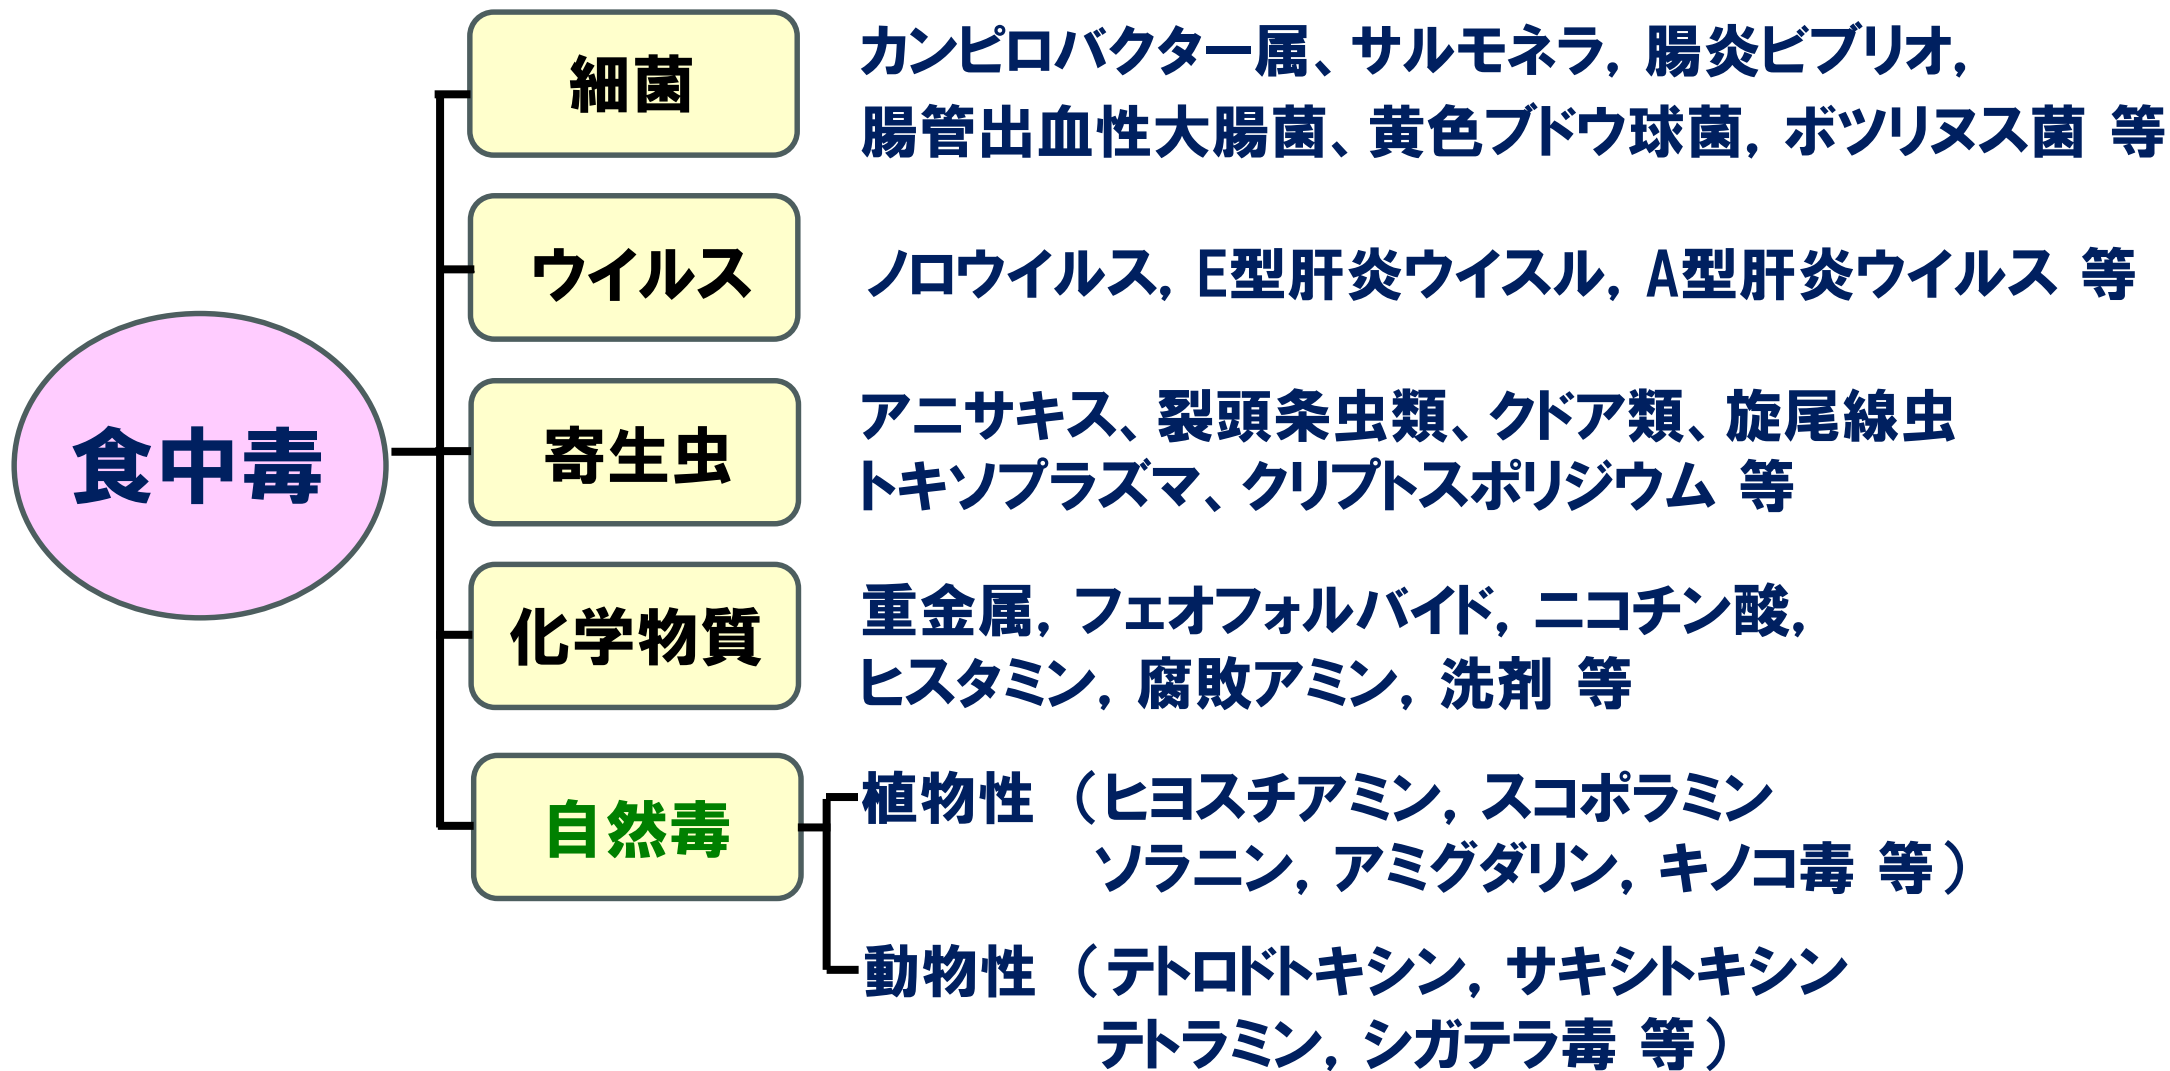 食中毒
細菌
カンピロバクター属、サルモネラ，腸炎ビブリオ，
腸管出血性大腸菌、黄色ブドウ球菌，ボツリヌス菌 等
ウイルス
ノロウイルス，E型肝炎ウイスル，A型肝炎ウイルス 等
寄生虫
アニサキス、裂頭条虫類、クドア類、旋尾線虫
トキソプラズマ、クリプトスポリジウム 等
化学物質
重金属，フェオフォルバイド，ニコチン酸，
ヒスタミン，腐敗アミン，洗剤 等
自然毒
植物性（ヒヨスチアミン，スコポラミン
ソラニン，アミグダリン，キノコ毒 等）
動物性（テトロドトキシン，サキシトキシン
テトラミン，シガテラ毒 等）